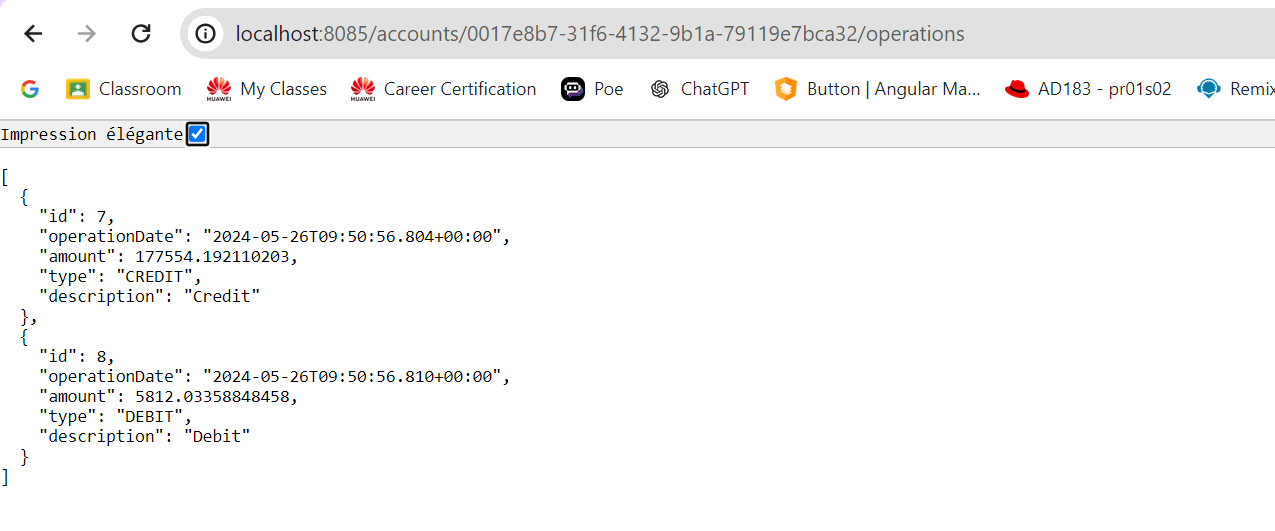 localhost:8085/accounts/0017e8b7-31f6-4132-9b1a-79119e7bca32/operations
Classroom My Classes Career Certification Poe ChatGPT Button | Angular Ma... AD183 - pr01s02 Remix
HUAWEI HUAWEI
Impression élégante
[
  {
    "id": 7,
    "operationDate": "2024-05-26T09:50:56.804+00:00",
    "amount": 177554.192110203,
    "type": "CREDIT",
    "description": "Credit"
  },
  {
    "id": 8,
    "operationDate": "2024-05-26T09:50:56.810+00:00",
    "amount": 5812.03358848458,
    "type": "DEBIT",
    "description": "Debit"
  }
]